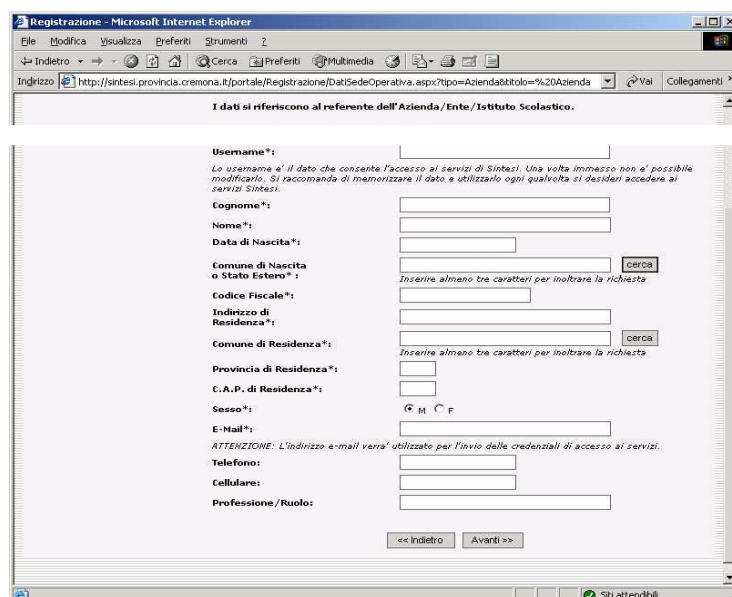 Registrazione - Microsoft Internet Explorer
File Modifica Visualizza Preferiti Strumenti ?
Indietro Cerca Preferiti Multimedia
Indirizzo http://sintesi.provincia.cremona.it/portale/Registrazione/DatiSedeOperativa.aspx?tipo=Azienda&titolo=%20Azienda Vai Collegamenti »
I dati si riferiscono al referente dell'Azienda/Ente/Istituto Scolastico.
Username*:
Lo username e' il dato che consente l'accesso ai servizi di Sintesi. Una volta immesso non e' possibile
modificarlo. Si raccomanda di memorizzare il dato e utilizzarlo ogni qualvolta si desideri accedere ai
servizi Sintesi.
Cognome*:
Nome*:
Data di Nascita*:
Comune di Nascita
o Stato Estero* :
cerca
Inserire almeno tre caratteri per inoltrare la richiesta
Codice Fiscale*:
Indirizzo di
Residenza*:
Comune di Residenza*:
cerca
Inserire almeno tre caratteri per inoltrare la richiesta
Provincia di Residenza*:
C.A.P. di Residenza*:
Sesso*: M F
E-Mail*:
ATTENZIONE: L'indirizzo e-mail verra' utilizzato per l'invio delle credenziali di accesso ai servizi.
Telefono:
Cellulare:
Professione/Ruolo:
<< Indietro Avanti >>
Siti attendibili